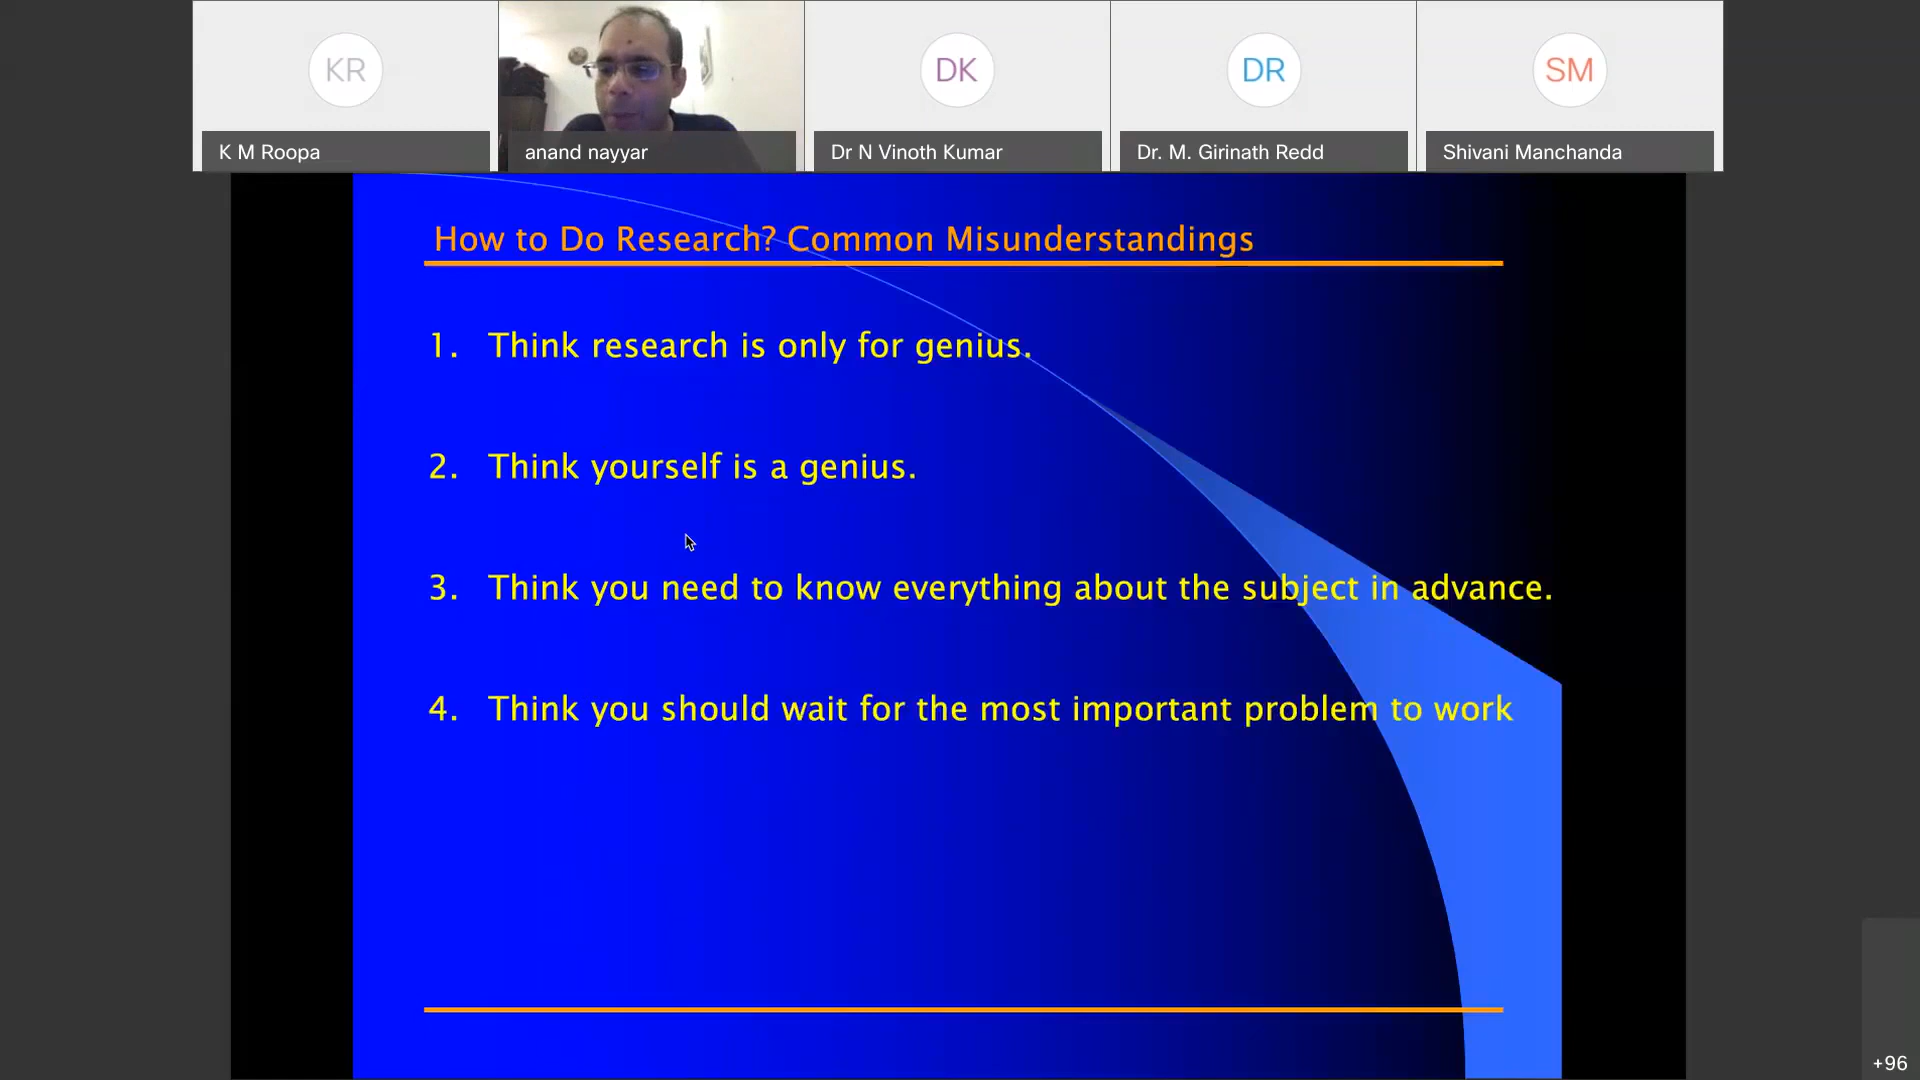 KR
DK
DR
SM
K M Roopa
anand nayyar
Dr N Vinoth Kumar
Dr. M. Girinath Redd
Shivani Manchanda
How to Do Research? Common Misunderstandings
1. Think research is only for genius.
2. Think yourself is a genius.
3. Think you need to know everything about the subject in advance.
4. Think you should wait for the most important problem to work
+96